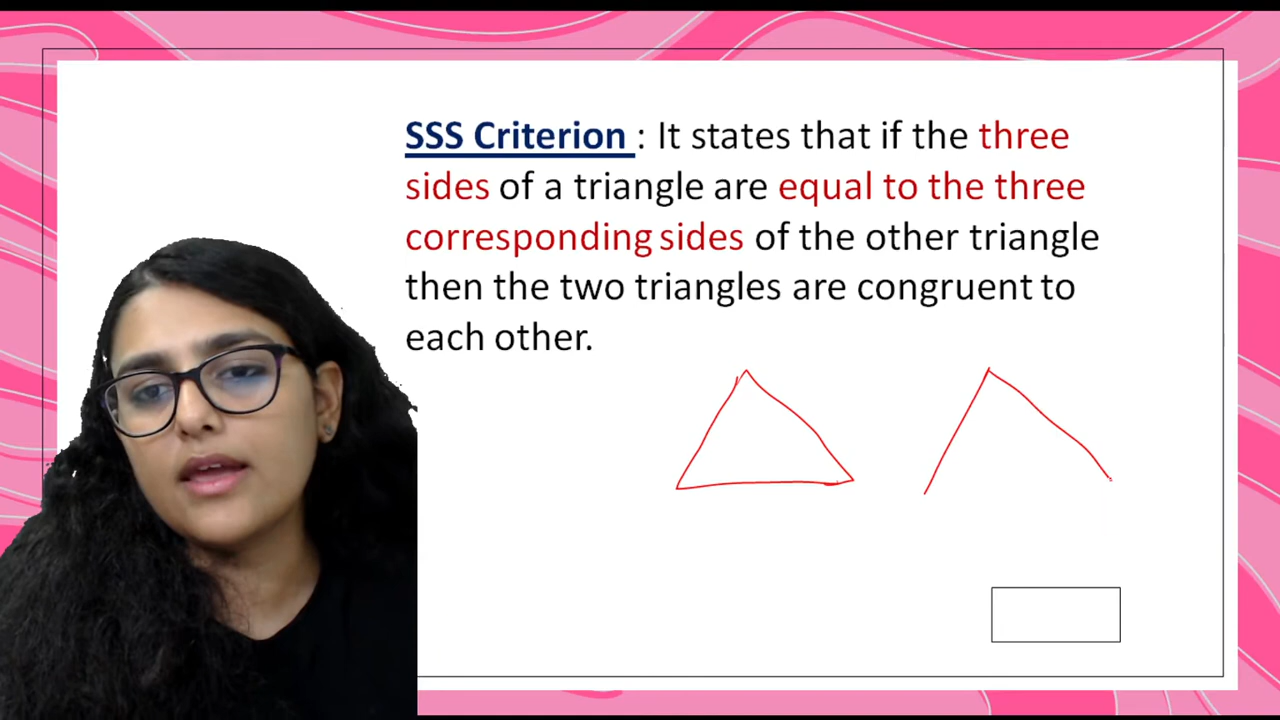 SSS Criterion : It states that if the three
sides of a triangle are equal to the three
corresponding sides of the other triangle
then the two triangles are congruent to
each other.